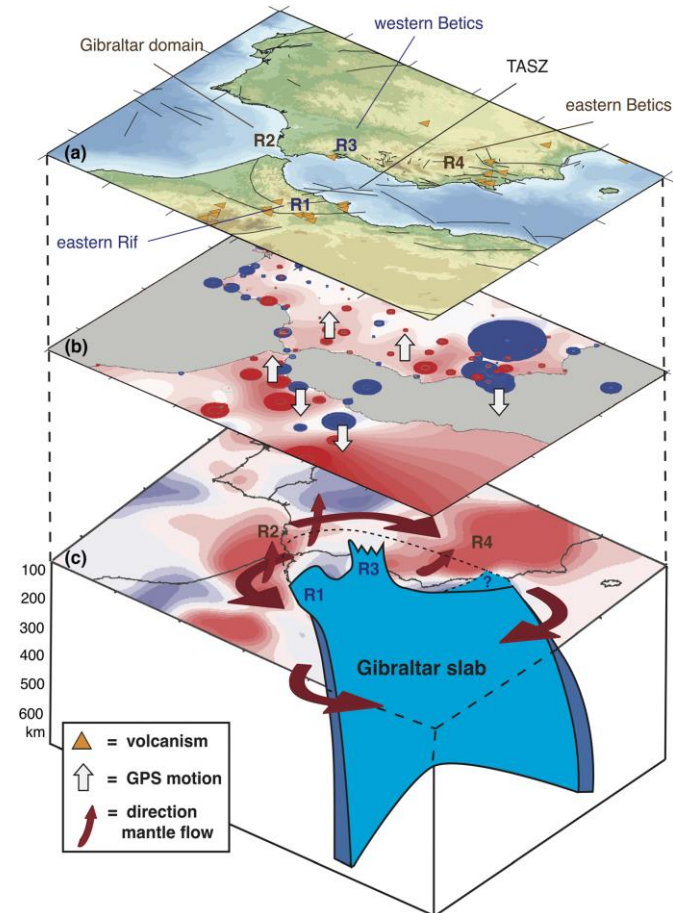 western Betics
Gibraltar domain
TASZ
eastern Betics
R2
R3
R4
(a)
R1
eastern Rif
(b)
R2
R4
(c)
R3
?
R1
100
200
300
400
500
600
km
Gibraltar slab
= volcanism
= GPS motion
= direction
mantle flow